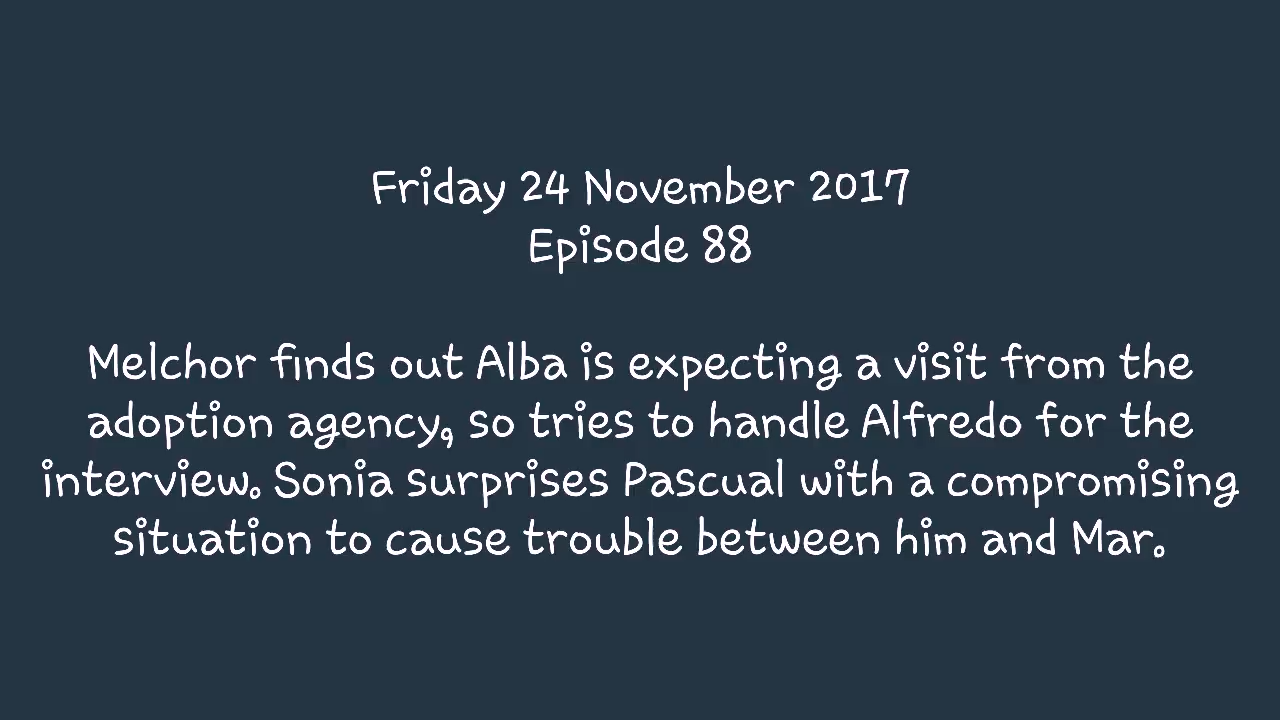 Friday 24 November 2017
Episode 88
Melchor finds out Alba is expecting a visit from the
adoption agency, so tries to handle Alfredo for the
interview. Sonia surprises Pascual with a compromising
situation to cause trouble between him and Mar.